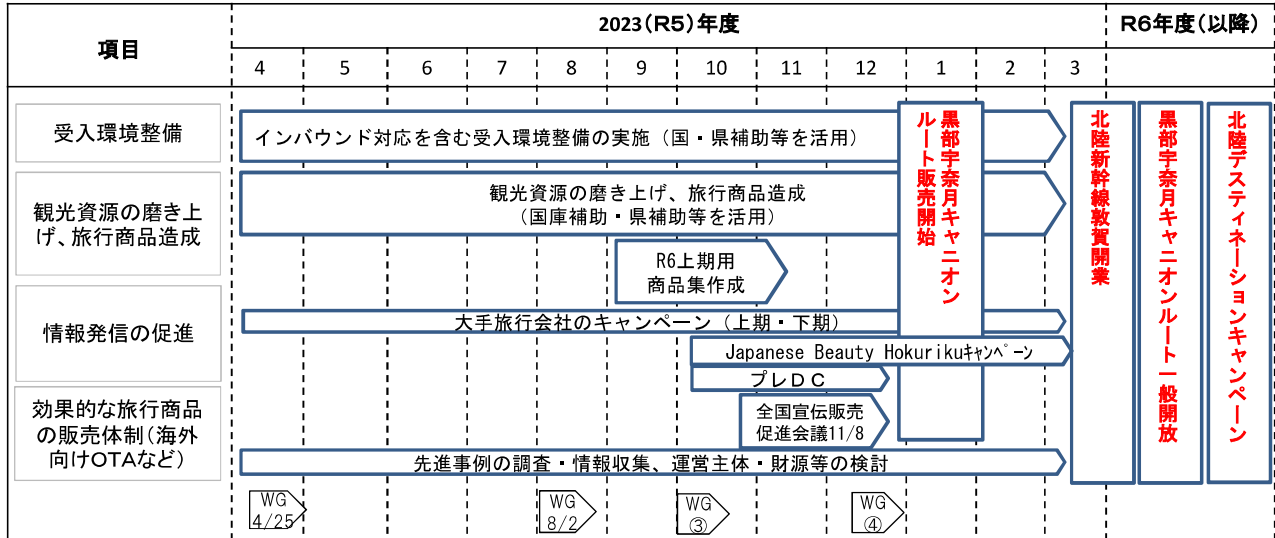 項目
2023(R5)年度
R6年度(以降)
4 5 6 7 8 9 10 11 12 1 2 3
受入環境整備
インバウンド対応を含む受入環境整備の実施（国・県補助等を活用）
観光資源の磨き上
げ、旅行商品造成
観光資源の磨き上げ、旅行商品造成
（国庫補助・県補助等を活用）
R6上期用
商品集作成
情報発信の促進
大手旅行会社のキャンペーン（上期・下期）
Japanese Beauty Hokurikuｷｬﾝﾍﾟｰﾝ
プレＤＣ
効果的な旅行商品
の販売体制(海外
向けOTAなど)
全国宣伝販売
促進会議11/8
先進事例の調査・情報収集、運営主体・財源等の検討
黒部宇奈月キャニオン
ルート販売開始
北陸新幹線敦賀開業
黒部宇奈月キャニオンルート一般開放
北陸デスティネーションキャンペーン
WG
4/25
WG
8/2
WG
③
WG
④